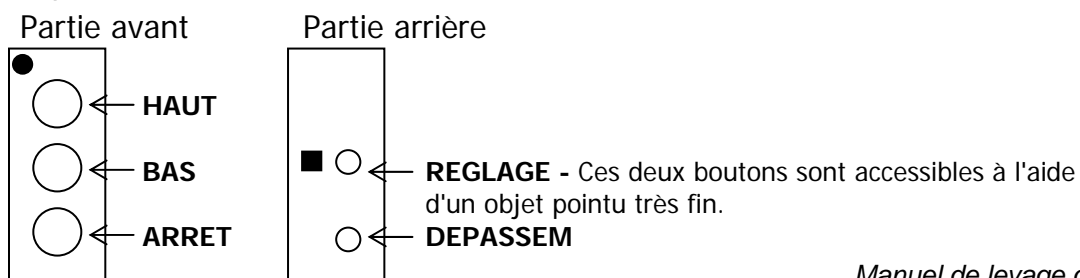 Partie avant
Partie arrière
HAUT
BAS
ARRET
REGLAGE - Ces deux boutons sont accessibles à l'aide
d'un objet pointu très fin.
DEPASSEM
Manuel de levage